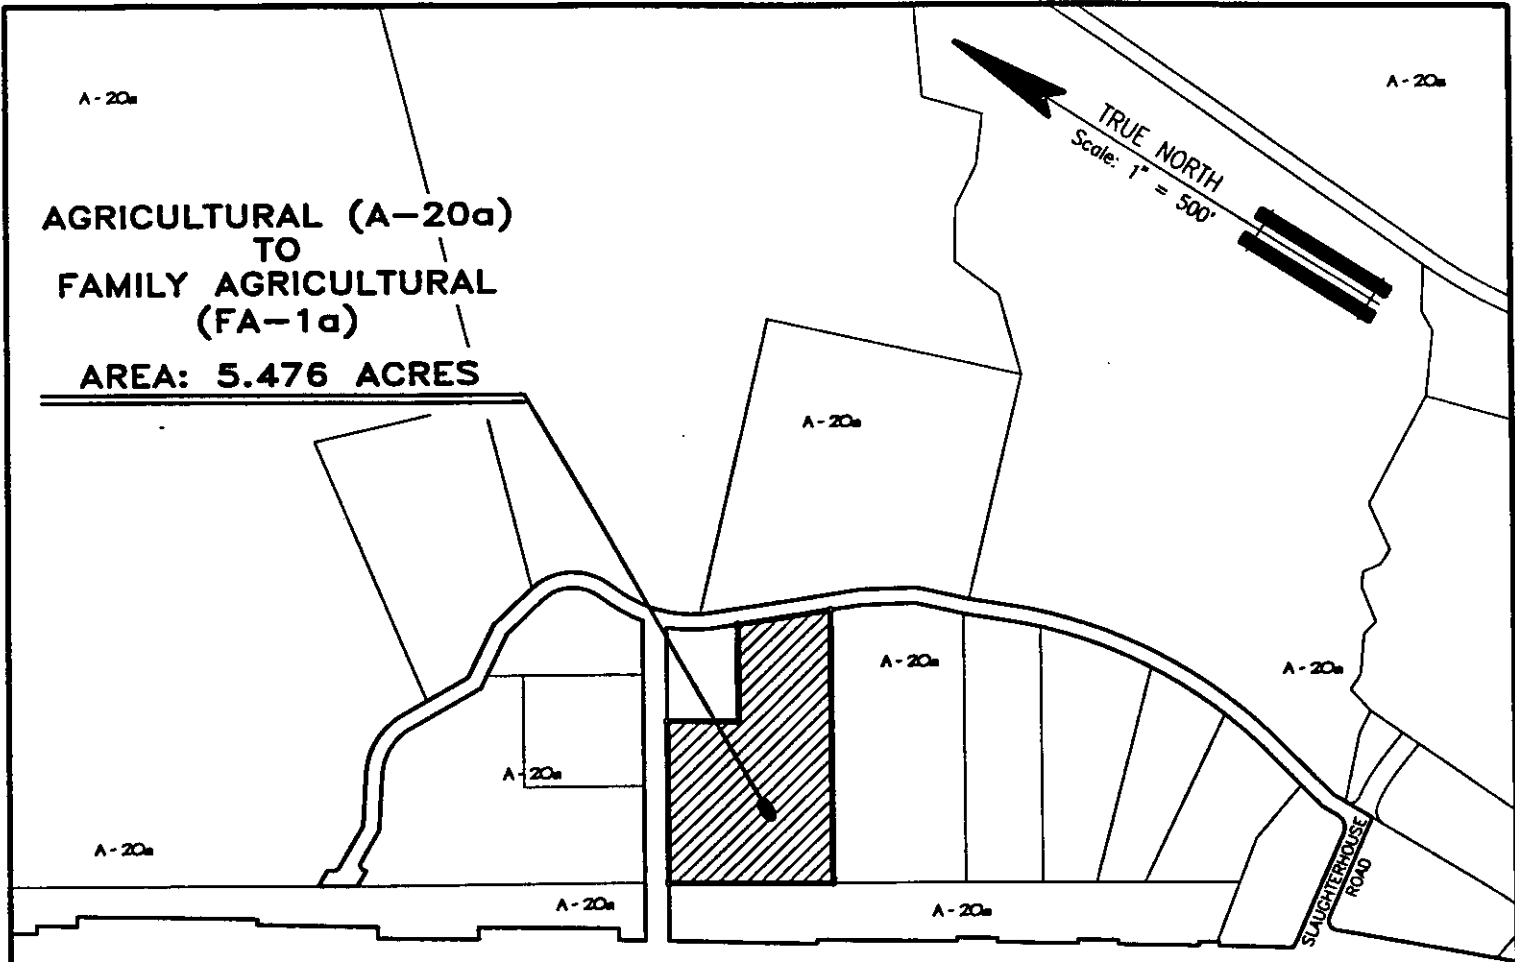 A-20a
A-20a
TRUE NORTH
Scale: 1" = 500'
AGRICULTURAL (A-20a)
TO
FAMILY AGRICULTURAL
(FA-1a)
AREA: 5.476 ACRES
A-20a
A-20a
A-20a
A-20a
A-20a
A-20a
A-20a
SLAUGHTERHOUSE
ROAD